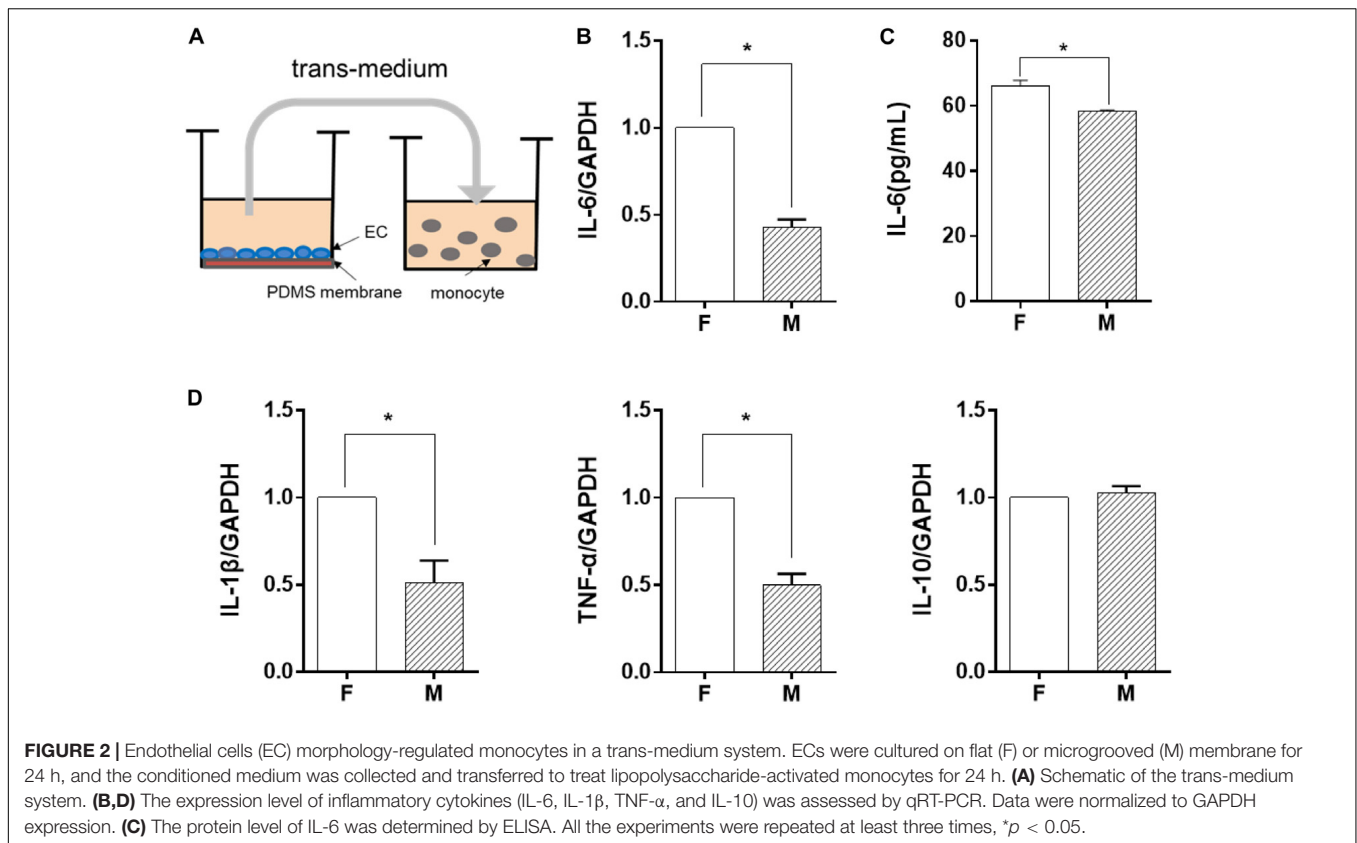 A
trans-medium
EC
PDMS membrane
monocyte
B
1.5
1.0
0.5
0.0
IL-6/GAPDH
*
F
M
C
80
60
40
20
0
IL-6(pg/mL)
*
F
M
D
1.5
1.0
0.5
0.0
IL-1β/GAPDH
*
F
M
1.5
1.0
0.5
0.0
TNF-α/GAPDH
*
F
M
1.5
1.0
0.5
0.0
IL-10/GAPDH
F
M
FIGURE 2 | Endothelial cells (EC) morphology-regulated monocytes in a trans-medium system. ECs were cultured on flat (F) or microgrooved (M) membrane for
24 h, and the conditioned medium was collected and transferred to treat lipopolysaccharide-activated monocytes for 24 h. (A) Schematic of the trans-medium
system. (B,D) The expression level of inflammatory cytokines (IL-6, IL-1β, TNF-α, and IL-10) was assessed by qRT-PCR. Data were normalized to GAPDH
expression. (C) The protein level of IL-6 was determined by ELISA. All the experiments were repeated at least three times, *p < 0.05.